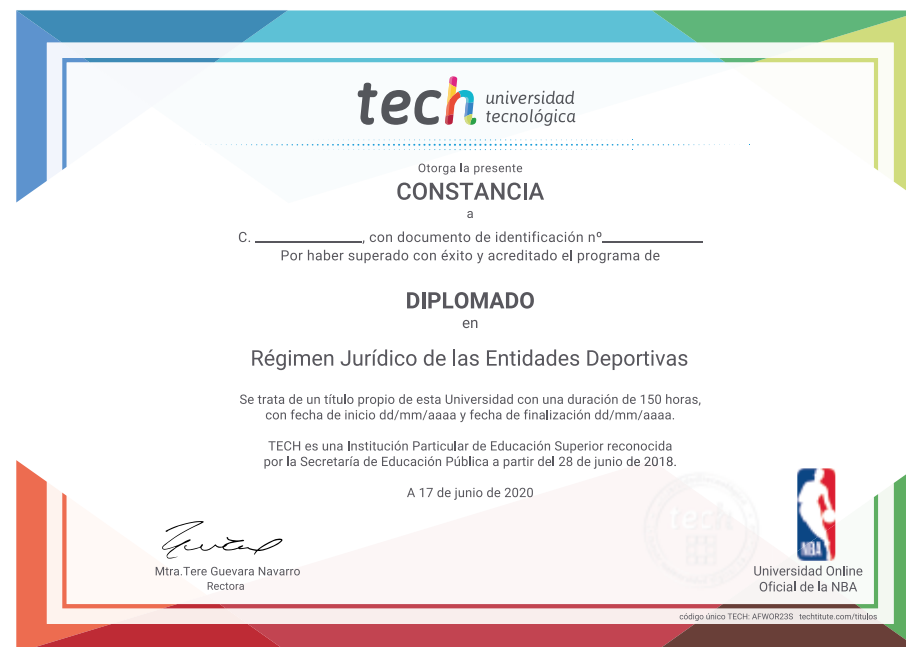 tech universidad
tecnológica
Otorga la presente
CONSTANCIA
a
C. ____________, con documento de identificación nº____________
Por haber superado con éxito y acreditado el programa de
DIPLOMADO
en
Régimen Jurídico de las Entidades Deportivas
Se trata de un título propio de esta Universidad con una duración de 150 horas,
con fecha de inicio dd/mm/aaaa y fecha de finalización dd/mm/aaaa.
TECH es una Institución Particular de Educación Superior reconocida
por la Secretaría de Educación Pública a partir del 28 de junio de 2018.
A 17 de junio de 2020
tech
NBA
Mtra.Tere Guevara Navarro
Rectora
Universidad Online
Oficial de la NBA
código único TECH: AFWOR23S techtitute.com/titulos